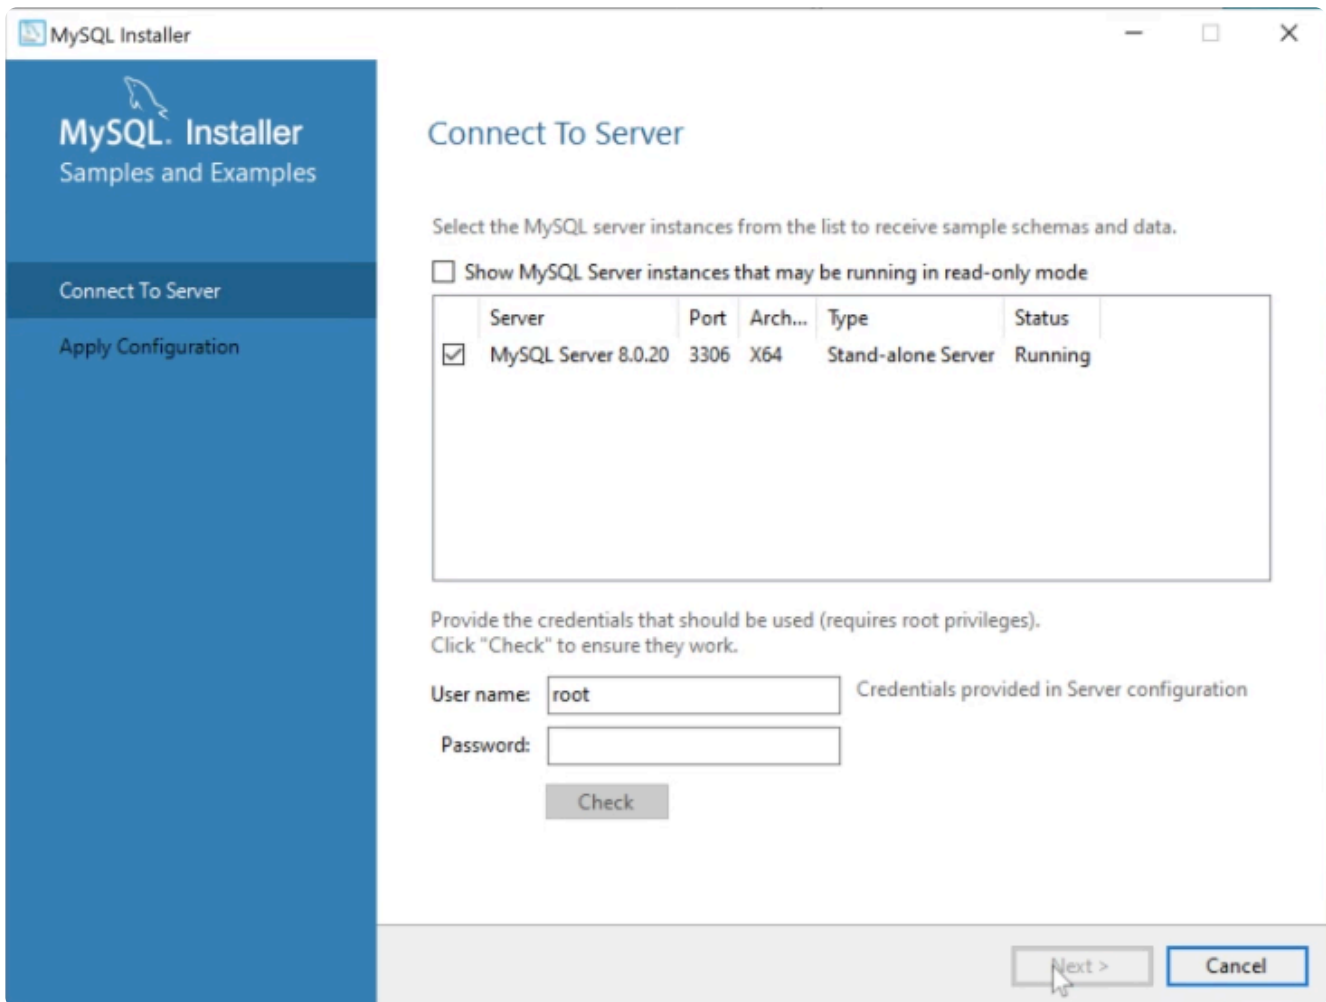 MySQL Installer
MySQL. Installer
Samples and Examples
Connect To Server
Apply Configuration
Connect To Server
Select the MySQL server instances from the list to receive sample schemas and data.
Show MySQL Server instances that may be running in read-only mode
Server Port Arch... Type Status
MySQL Server 8.0.20 3306 X64 Stand-alone Server Running
Provide the credentials that should be used (requires root privileges).
Click "Check" to ensure they work.
User name: root Credentials provided in Server configuration
Password:
Check
Next > Cancel